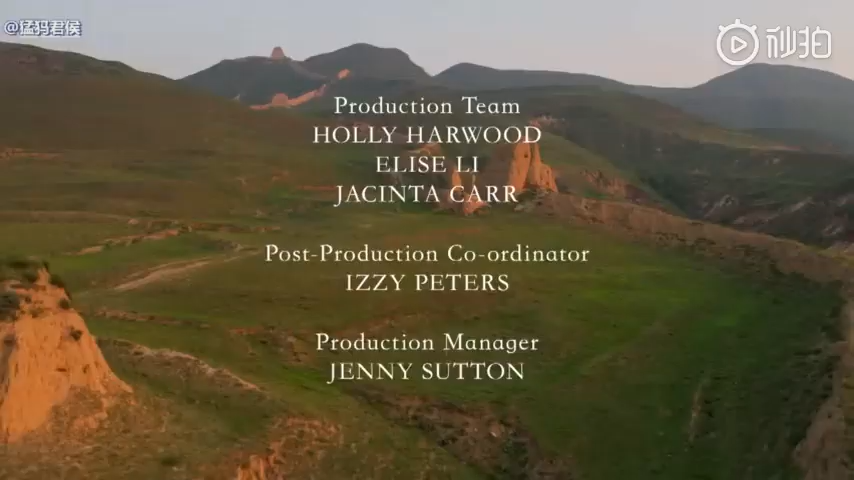 @猛犸君侯
秒拍
Production Team
HOLLY HARWOOD
ELISE LI
JACINTA CARR
Post-Production Co-ordinator
IZZY PETERS
Production Manager
JENNY SUTTON